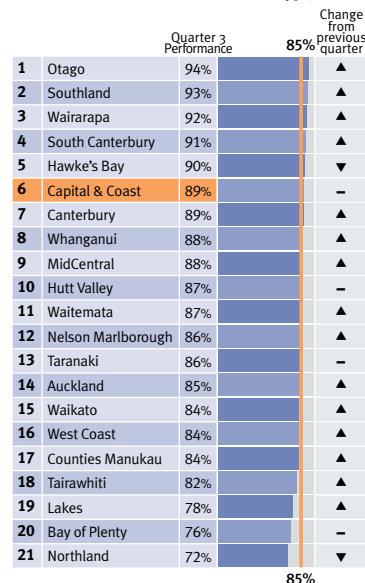 Change
from
Quarter 3 previous
Performance 85% quarter
1 Otago 94% ▲
2 Southland 93% ▲
3 Wairarapa 92% ▲
4 South Canterbury 91% ▲
5 Hawke's Bay 90% ▼
6 Capital & Coast 89% –
7 Canterbury 89% ▲
8 Whanganui 88% ▲
9 MidCentral 88% ▲
10 Hutt Valley 87% –
11 Waitemata 87% ▲
12 Nelson Marlborough 86% ▲
13 Taranaki 86% –
14 Auckland 85% ▲
15 Waikato 84% ▲
16 West Coast 84% ▲
17 Counties Manukau 84% ▲
18 Tairawhiti 82% ▲
19 Lakes 78% ▲
20 Bay of Plenty 76% –
21 Northland 72% ▼
85%